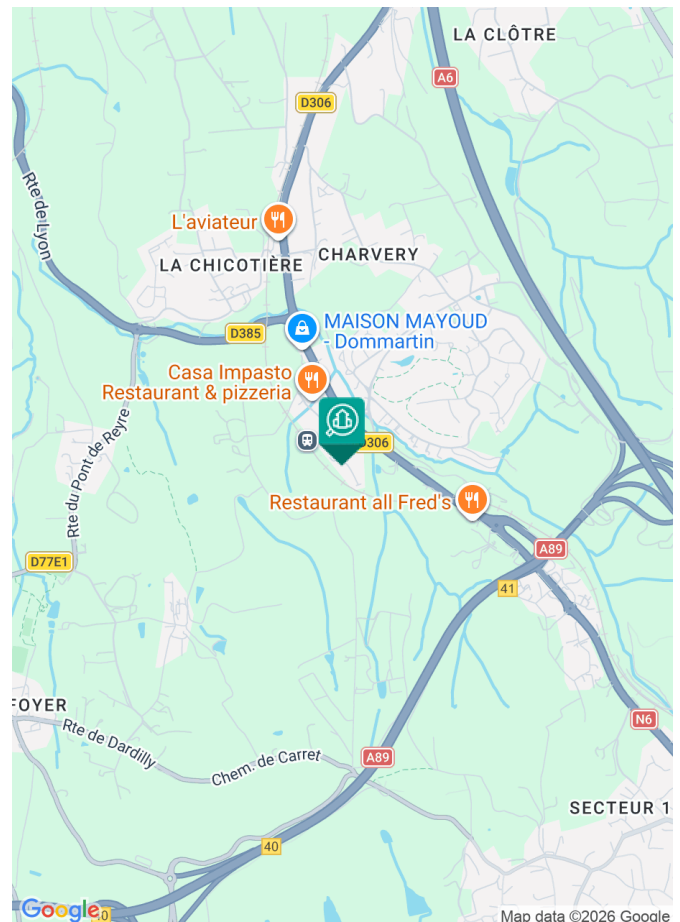 LA CLÔTRE
A6
D306
Rte de Lyon
L'aviateur
CHARVERY
LA CHICOTIÈRE
MAISON MAYOUD
- Dommartin
D385
Casa Impasto
Restaurant & pizzeria
Rte du Pont de Reyre
D306
Restaurant all Fred's
A89
D77E1
41
FOYER
N6
Rte de Dardilly
Chem. de Carret
A89
SECTEUR 1
40
Google
Map data ©2026 Google